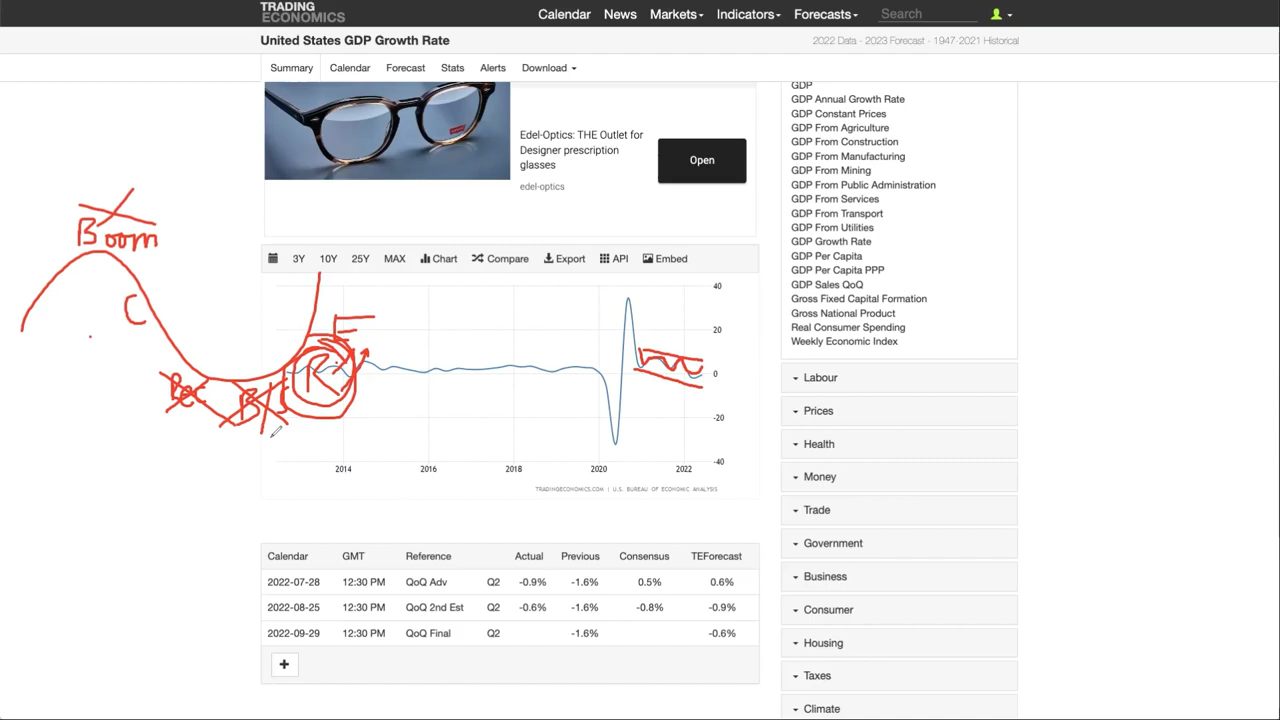 TRADING
ECONOMICS
Calendar News Markets Indicators Forecasts Search
United States GDP Growth Rate
2022 Data - 2023 Forecast - 1947-2021 Historical
Summary Calendar Forecast Stats Alerts Download
Edel-Optics: THE Outlet for
Designer prescription
glasses
edel-optics
Open
3Y 10Y 25Y MAX Chart Compare Export API Embed
40
20
0
-20
-40
2014 2016 2018 2020 2022
TRADINGECONOMICS.COM | U.S. BUREAU OF ECONOMIC ANALYSIS
Boom
C
Rec
B
R
E
Calendar GMT Reference Actual Previous Consensus TEForecast
2022-07-28 12:30 PM QoQ Adv Q2 -0.9% -1.6% 0.5% 0.6%
2022-08-25 12:30 PM QoQ 2nd Est Q2 -0.6% -1.6% -0.8% -0.9%
2022-09-29 12:30 PM QoQ Final Q2 -1.6% -0.6%
+
GDP
GDP Annual Growth Rate
GDP Constant Prices
GDP From Agriculture
GDP From Construction
GDP From Manufacturing
GDP From Mining
GDP From Public Administration
GDP From Services
GDP From Transport
GDP From Utilities
GDP Growth Rate
GDP Per Capita
GDP Per Capita PPP
GDP Sales QoQ
Gross Fixed Capital Formation
Gross National Product
Real Consumer Spending
Weekly Economic Index
Labour
Prices
Health
Money
Trade
Government
Business
Consumer
Housing
Taxes
Climate